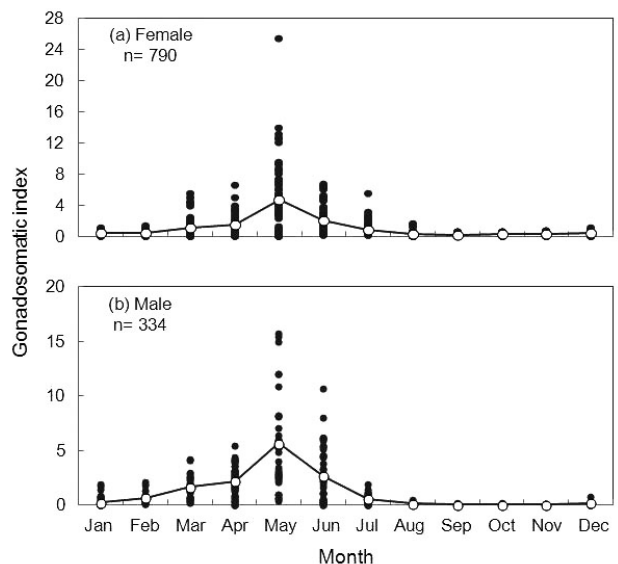 28
(a) Female
n= 790
24
20
16
12
8
4
0
Gonadosomatic index
20
(b) Male
n= 334
15
10
5
0
Jan Feb Mar Apr May Jun Jul Aug Sep Oct Nov Dec
Month